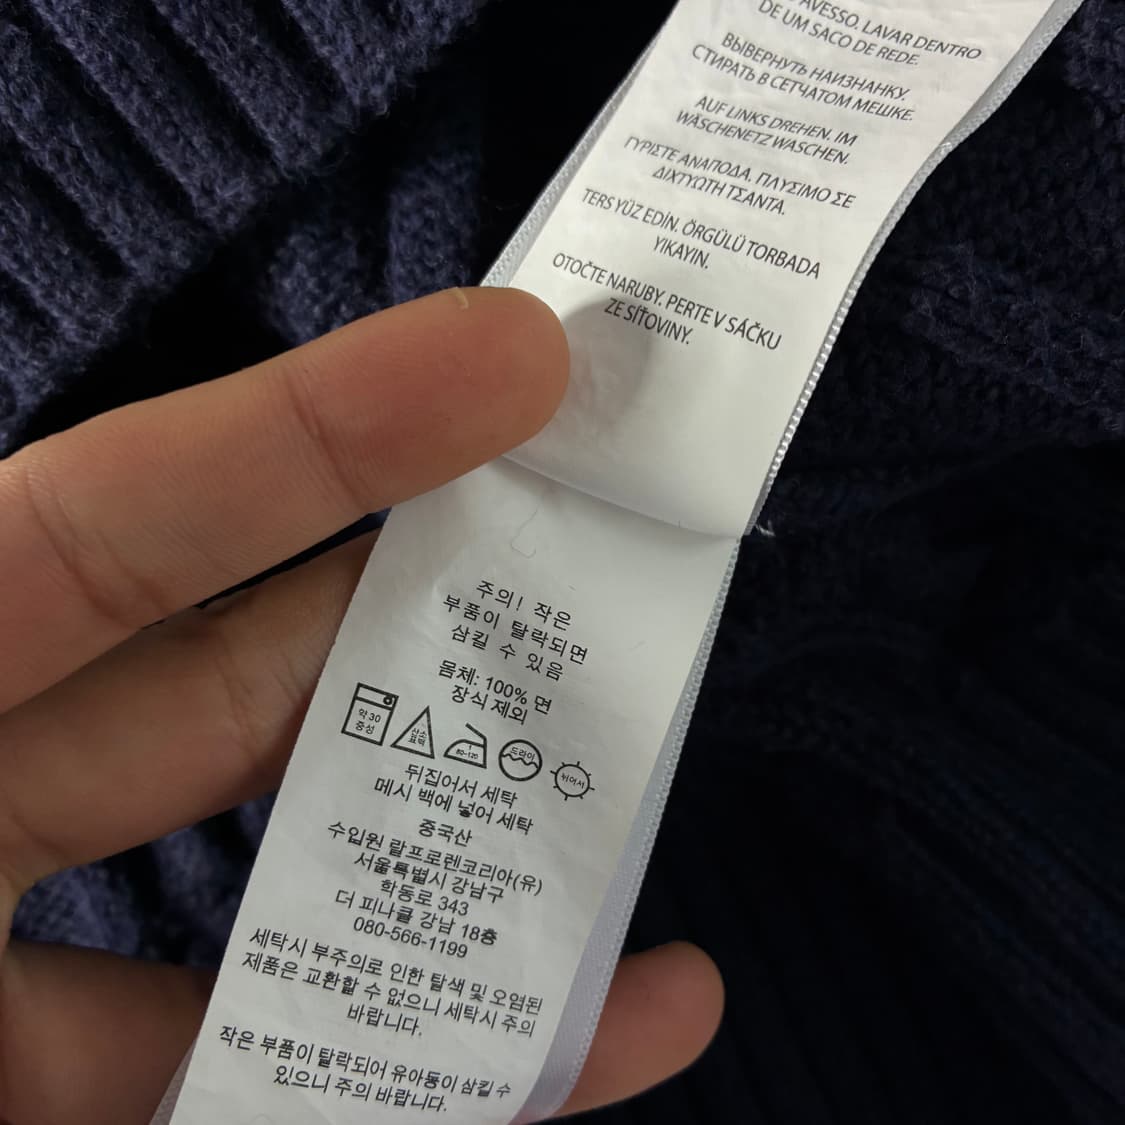 AVESSO. LAVAR DENTRO
DE UM SACO DE REDE.
ВЫВЕРНУТЬ НАИЗНАНКУ.
СТИРАТЬ В СЕТЧАТОМ МЕШКЕ.
AUF LINKS DREHEN. IM
WÄSCHENETZ WASCHEN.
ΓΥΡΙΣΤΕ ΑΝΑΠΟΔΑ. ΠΛΥΣΙΜΟ ΣΕ
ΔΙΧΤΥΩΤΗ ΤΣΑΝΤΑ.
TERS YÜZ EDİN. ÖRGÜLÜ TORBADA
YIKAYIN.
OTOČTE NARUBY. PERTE V SÁČKU
ZE SÍŤOVINY.
주의! 작은
부품이 탈락되면
삼킬 수 있음
몸체: 100% 면
장식 제외
약 30
중성
산소
표백
1
80-120
드라이
뉘어서
뒤집어서 세탁
메시 백에 넣어 세탁
중국산
수입원 랄프로렌코리아(유)
서울특별시 강남구
학동로 343
더 피나클 강남 18층
080-566-1199
세탁시 부주의로 인한 탈색 및 오염된
제품은 교환할 수 없으니 세탁시 주의
바랍니다.
작은 부품이 탈락되어 유아동이 삼킬 수
있으니 주의 바랍니다.